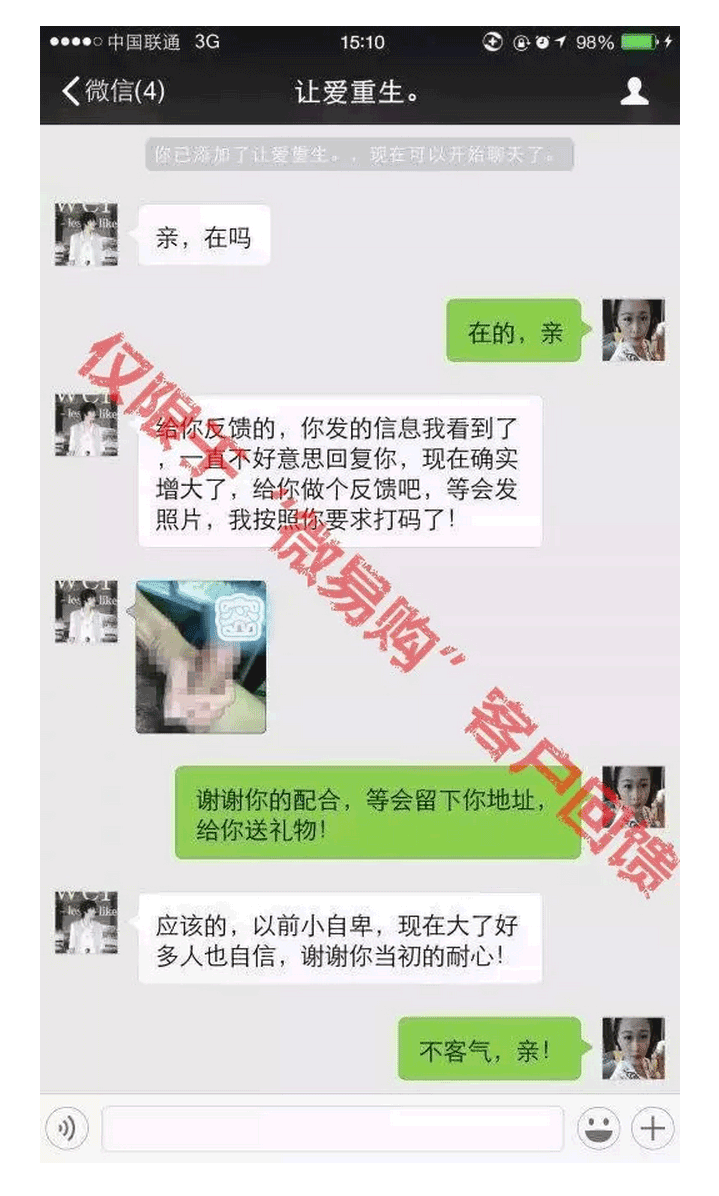 中国联通 3G 15:10 98%
微信(4) 让爱重生。
你已添加了让爱重生。，现在可以开始聊天了。
亲，在吗
在的，亲
给你反馈的，你发的信息我看到了
，一直不好意思回复你，现在确实
增大了，给你做个反馈吧，等会发
照片，我按照你要求打码了！
密
谢谢你的配合，等会留下你地址，
给你送礼物！
应该的，以前小自卑，现在大了好
多人也自信，谢谢你当初的耐心！
不客气，亲！
仅限于“微易购”客户回馈